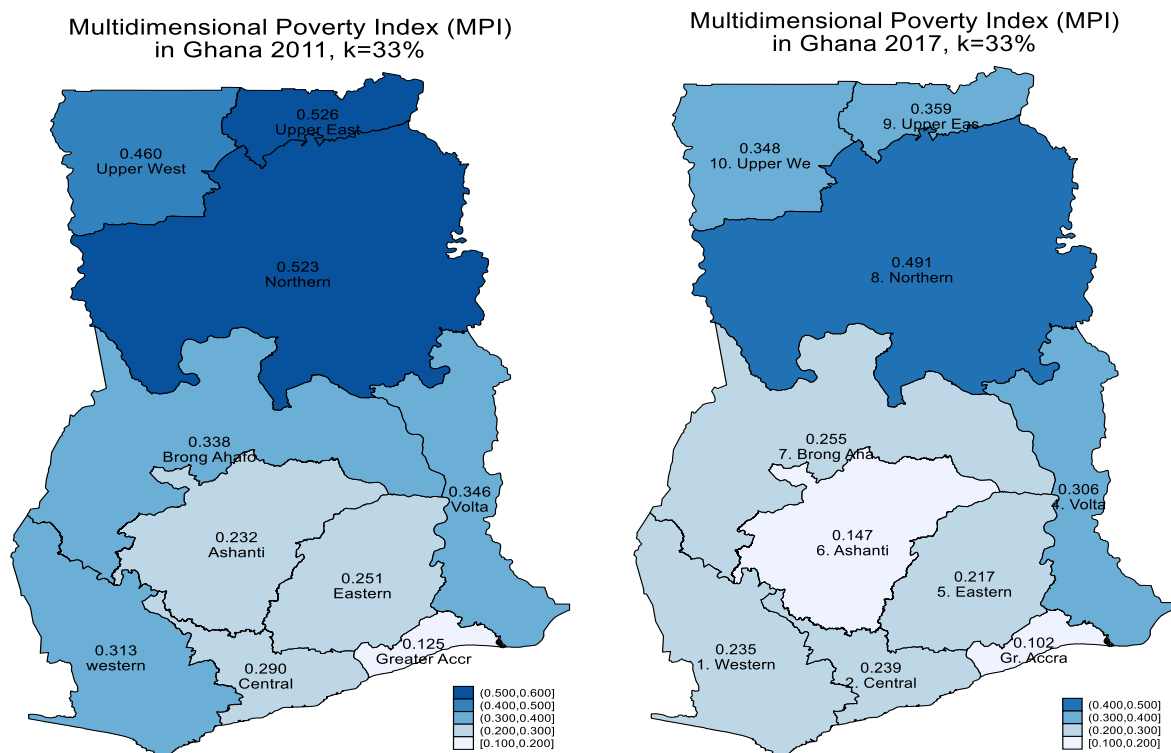 Multidimensional Poverty Index (MPI)
in Ghana 2011, k=33%
0.526
Upper East
0.460
Upper West
0.523
Northern
0.338
Brong Ahafo
0.346
Volta
0.232
Ashanti
0.251
Eastern
0.313
western
0.125
Greater Accr
0.290
Central
(0.500,0.600]
(0.400,0.500]
(0.300,0.400]
(0.200,0.300]
[0.100,0.200]
Multidimensional Poverty Index (MPI)
in Ghana 2017, k=33%
0.359
9. Upper Eas
0.348
10. Upper We
0.491
8. Northern
0.255
7. Brong Aha
0.306
4. Volta
0.147
6. Ashanti
0.217
5. Eastern
0.235
1. Western
0.102
Gr. Accra
0.239
2. Central
(0.400,0.500]
(0.300,0.400]
(0.200,0.300]
[0.100,0.200]